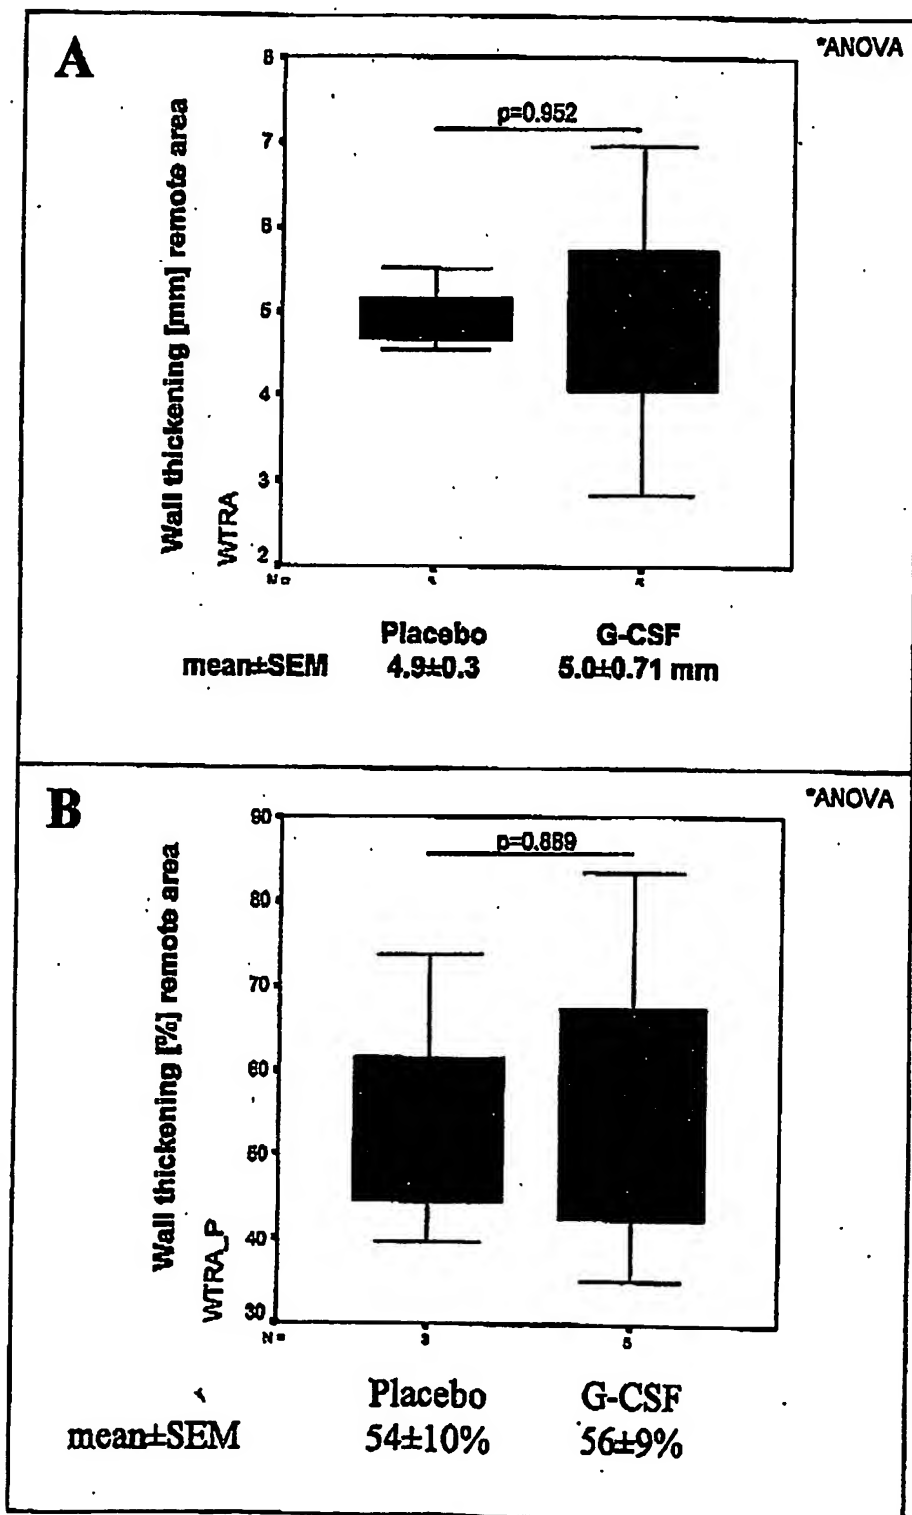 A
*ANOVA
8
p=0.952
7
6
5
4
3
2
Wall thickening [mm] remote area
WTRA
N=
Placebo G-CSF
mean±SEM 4.9±0.3 5.0±0.71 mm
B
*ANOVA
90
p=0.889
80
70
60
50
40
30
Wall thickening [%] remote area
WTRA_P
N= 3 5
Placebo G-CSF
mean±SEM 54±10% 56±9%